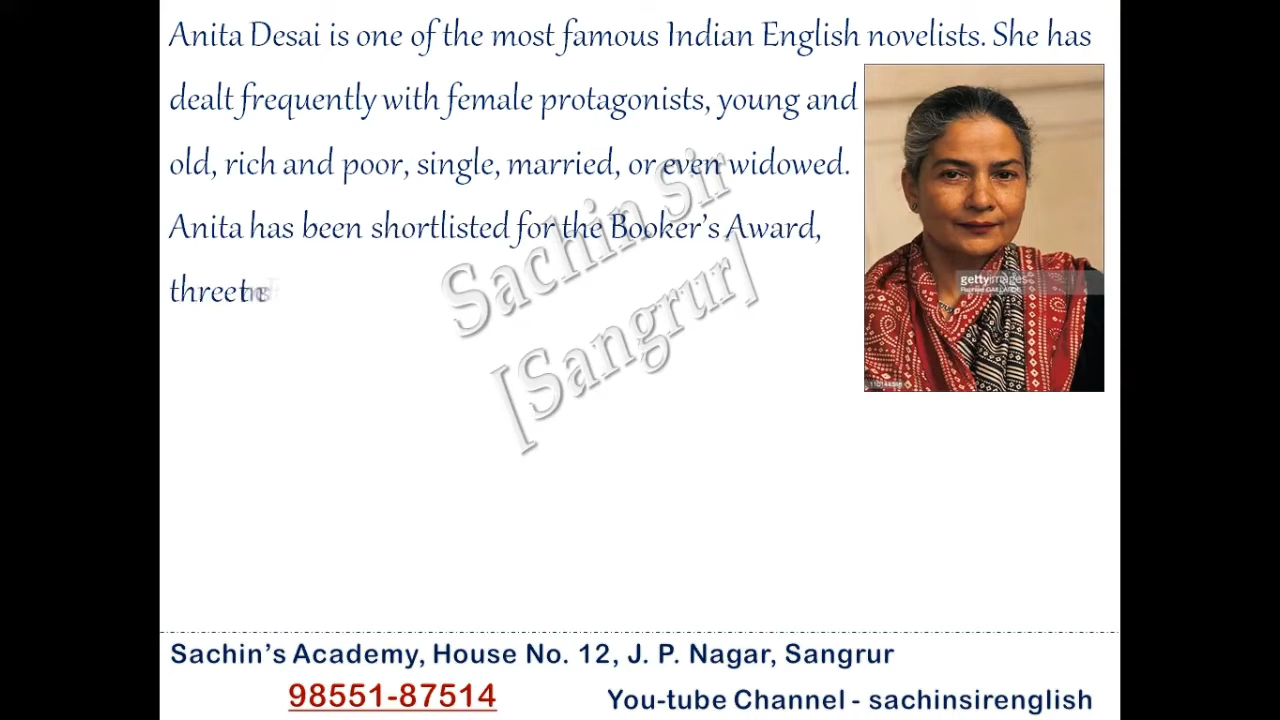 Anita Desai is one of the most famous Indian English novelists. She has
dealt frequently with female protagonists, young and
old, rich and poor, single, married, or even widowed.
Anita has been shortlisted for the Booker’s Award,
three
Sachin Sir
[Sangrur]
gettyimages
110144346
Sachin’s Academy, House No. 12, J. P. Nagar, Sangrur
98551-87514
You-tube Channel - sachinsirenglish